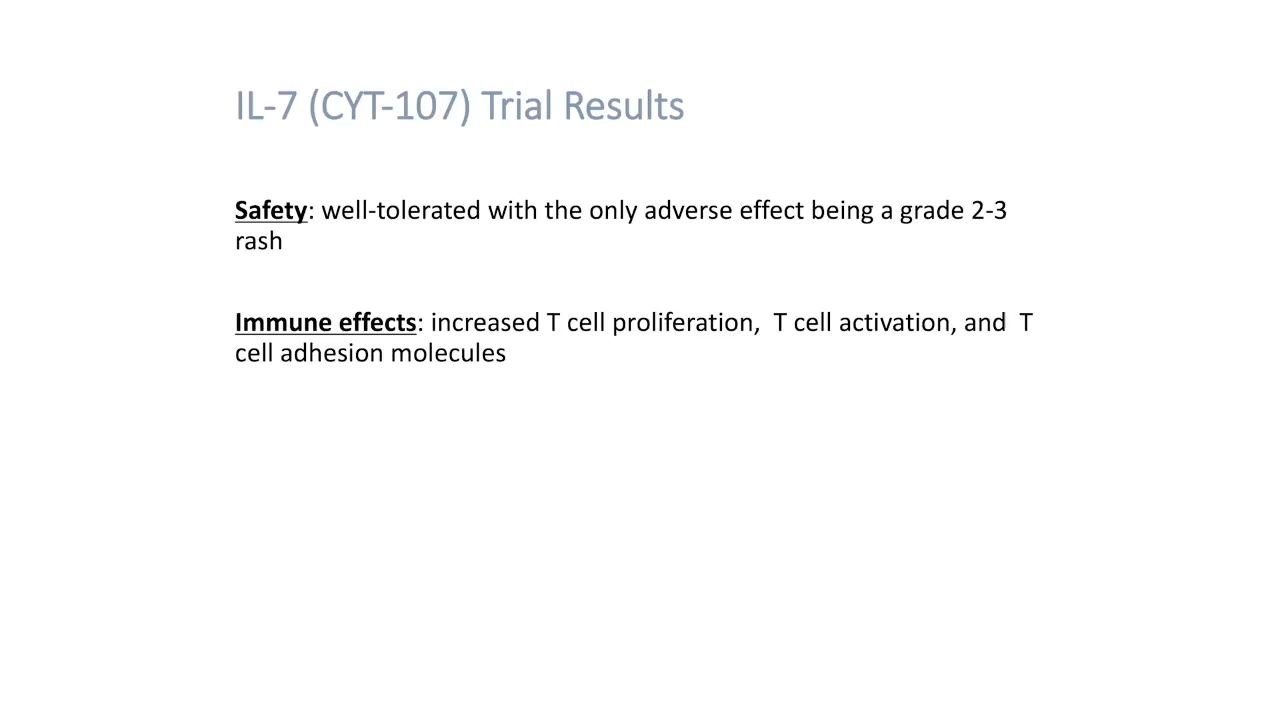 IL-7 (CYT-107) Trial Results
Safety: well-tolerated with the only adverse effect being a grade 2-3
rash
Immune effects: increased T cell proliferation,  T cell activation, and  T
cell adhesion molecules